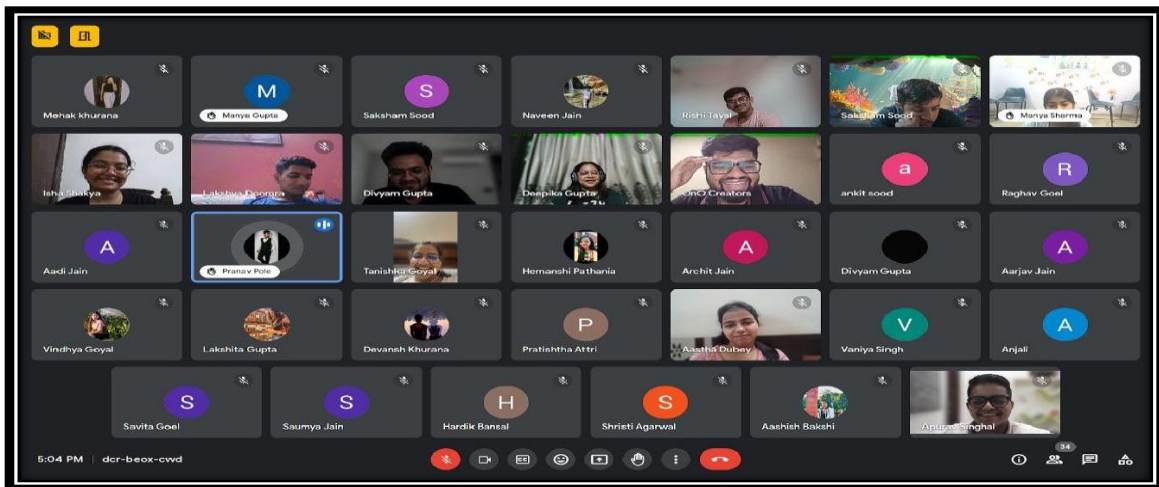 Mehak khurana
M
Manya Gupta
S
Saksham Sood
Naveen Jain
Rishi Tayal
Saksham Sood
Manya Sharma
Isha Shakya
Lakshya Doomra
Divyam Gupta
Deepika Gupta
OnO Creators
a
ankit sood
R
Raghav Goel
A
Aadi Jain
Pranav Pole
Tanishka Goyal
Hemanshi Pathania
A
Archit Jain
Divyam Gupta
A
Aarjav Jain
Vindhya Goyal
Lakshita Gupta
Devansh Khurana
P
Pratishtha Attri
Aastha Dubey
V
Vaniya Singh
A
Anjali
S
Savita Goel
S
Saumya Jain
H
Hardik Bansal
S
Shristi Agarwal
Aashish Bakshi
Apurav Singhal
5:04 PM | dcr-beox-cwd
CC
34